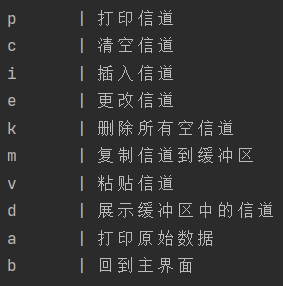 p | 打印信道
c | 清空信道
i | 插入信道
e | 更改信道
k | 删除所有空信道
m | 复制信道到缓冲区
v | 粘贴信道
d | 展示缓冲区中的信道
a | 打印原始数据
b | 回到主界面